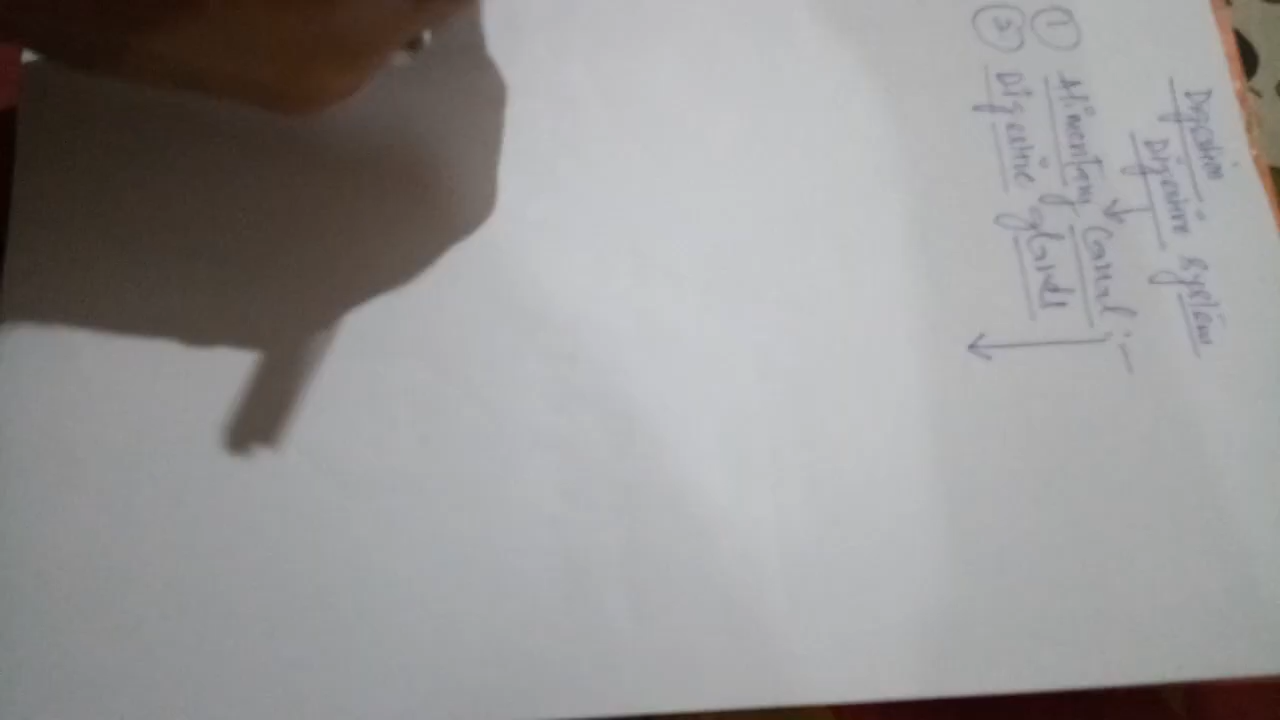 Digestion
Digestive System
↓
① Alimentary Canal :-
② Digestive glands
↓